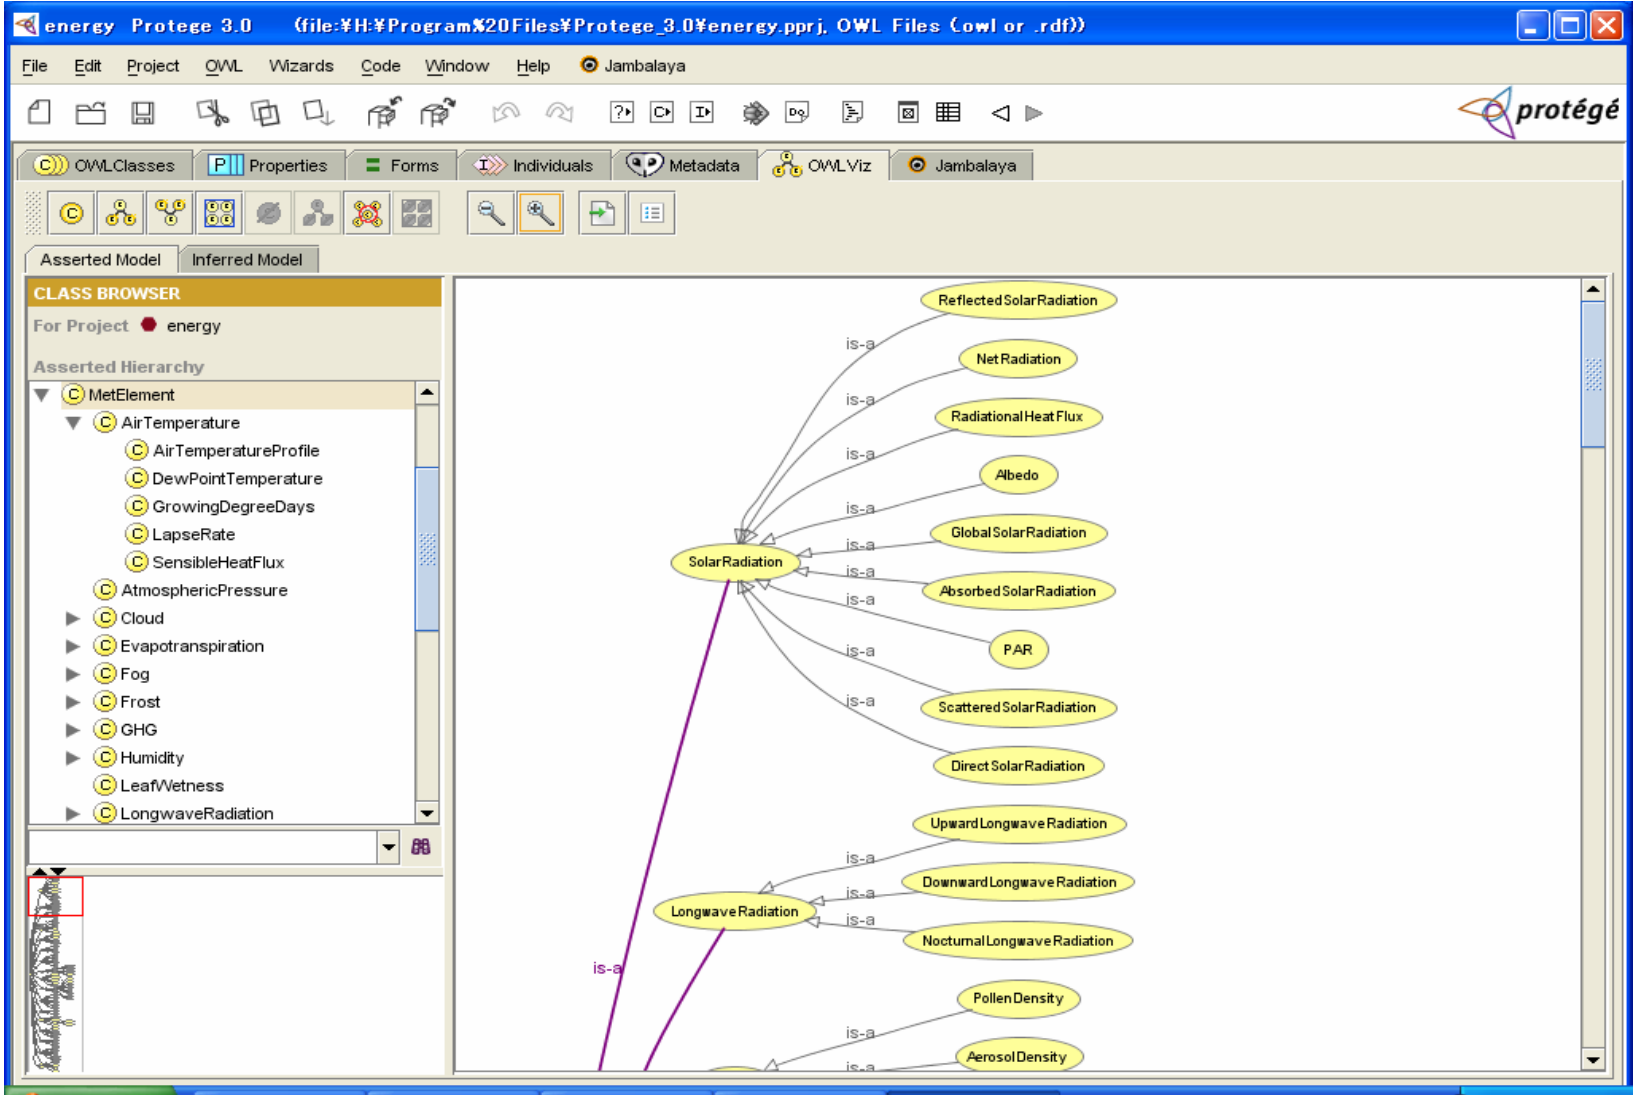 energy Protege 3.0 (file:¥H:¥Program%20Files¥Protege_3.0¥energy.pprj, OWL Files (.owl or .rdf))
File Edit Project OWL Wizards Code Window Help Jambalaya
protégé
OWLClasses Properties Forms Individuals Metadata OWLViz Jambalaya
Asserted Model Inferred Model
CLASS BROWSER
For Project energy
Asserted Hierarchy
MetElement
AirTemperature
AirTemperatureProfile
DewPointTemperature
GrowingDegreeDays
LapseRate
SensibleHeatFlux
AtmosphericPressure
Cloud
Evapotranspiration
Fog
Frost
GHG
Humidity
LeafWetness
LongwaveRadiation
ReflectedSolarRadiation
is-a
NetRadiation
is-a
RadiationalHeatFlux
is-a
Albedo
is-a
GlobalSolarRadiation
is-a
SolarRadiation
is-a
AbsorbedSolarRadiation
is-a
PAR
is-a
ScatteredSolarRadiation
is-a
DirectSolarRadiation
UpwardLongwaveRadiation
is-a
DownwardLongwaveRadiation
is-a
LongwaveRadiation
is-a
NocturnalLongwaveRadiation
is-a
PollenDensity
is-a
AerosolDensity
is-a